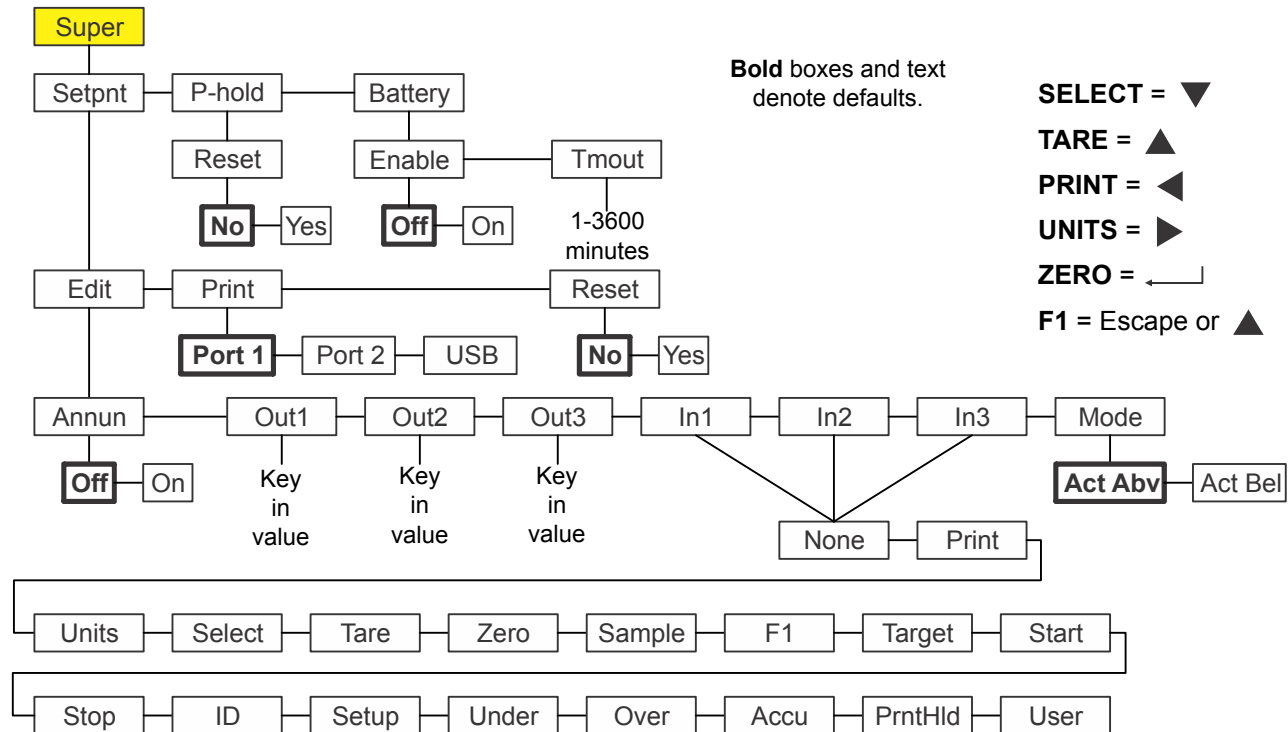 Super
Bold boxes and text
denote defaults.
SELECT =
TARE =
PRINT =
UNITS =
ZERO =
F1 = Escape or
Setpnt
P-hold
Battery
Reset
Enable
Tmout
No
Yes
Off
On
1-3600
minutes
Edit
Print
Reset
Port 1
Port 2
USB
No
Yes
Annun
Out1
Out2
Out3
In1
In2
In3
Mode
Off
On
Key
in
value
Key
in
value
Key
in
value
Act Abv
Act Bel
None
Print
Units
Select
Tare
Zero
Sample
F1
Target
Start
Stop
ID
Setup
Under
Over
Accu
PrntHld
User